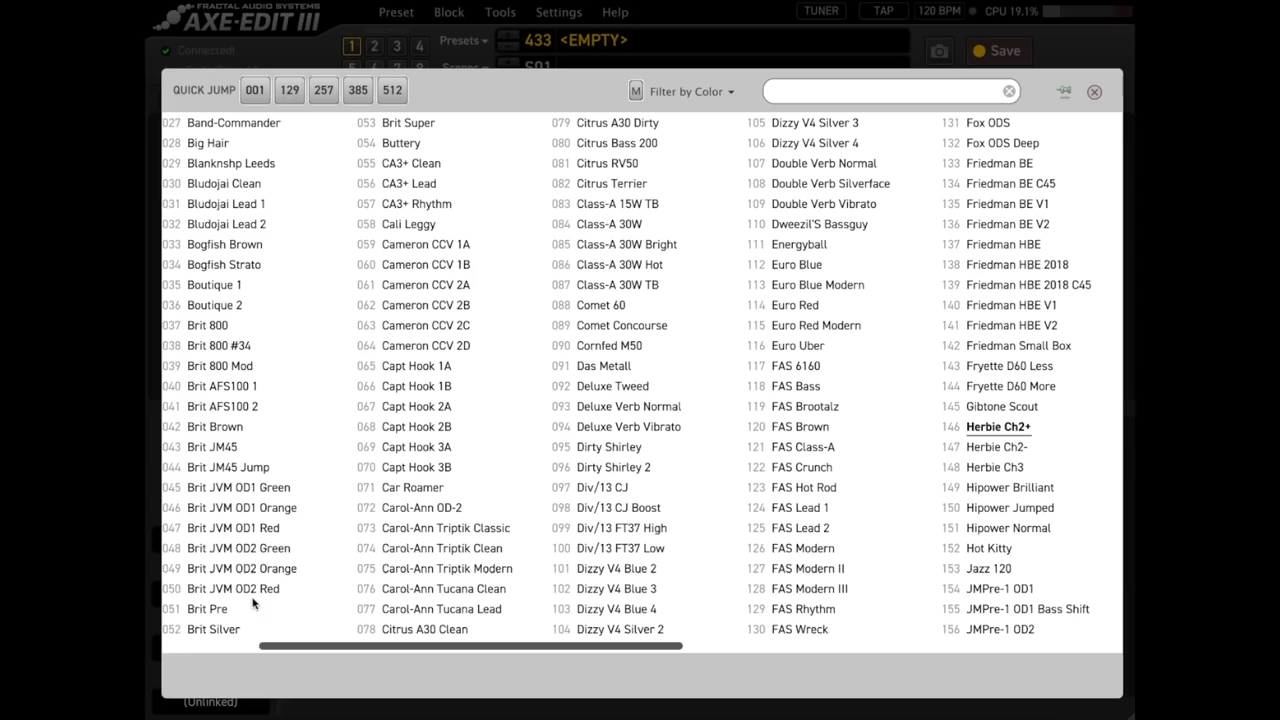 FRACTAL AUDIO SYSTEMS
AXE-EDIT III
Preset Block Tools Settings Help
TUNER TAP 120 BPM CPU 19.1%
Connected!
1 2 3 4
Presets
433 <EMPTY>
Save
QUICK JUMP 001 129 257 385 512
M Filter by Color
027 Band-Commander
028 Big Hair
029 Blanknshp Leeds
030 Bludojai Clean
031 Bludojai Lead 1
032 Bludojai Lead 2
033 Bogfish Brown
034 Bogfish Strato
035 Boutique 1
036 Boutique 2
037 Brit 800
038 Brit 800 #34
039 Brit 800 Mod
040 Brit AFS100 1
041 Brit AFS100 2
042 Brit Brown
043 Brit JM45
044 Brit JM45 Jump
045 Brit JVM OD1 Green
046 Brit JVM OD1 Orange
047 Brit JVM OD1 Red
048 Brit JVM OD2 Green
049 Brit JVM OD2 Orange
050 Brit JVM OD2 Red
051 Brit Pre
052 Brit Silver
053 Brit Super
054 Buttery
055 CA3+ Clean
056 CA3+ Lead
057 CA3+ Rhythm
058 Cali Leggy
059 Cameron CCV 1A
060 Cameron CCV 1B
061 Cameron CCV 2A
062 Cameron CCV 2B
063 Cameron CCV 2C
064 Cameron CCV 2D
065 Capt Hook 1A
066 Capt Hook 1B
067 Capt Hook 2A
068 Capt Hook 2B
069 Capt Hook 3A
070 Capt Hook 3B
071 Car Roamer
072 Carol-Ann OD-2
073 Carol-Ann Triptik Classic
074 Carol-Ann Triptik Clean
075 Carol-Ann Triptik Modern
076 Carol-Ann Tucana Clean
077 Carol-Ann Tucana Lead
078 Citrus A30 Clean
079 Citrus A30 Dirty
080 Citrus Bass 200
081 Citrus RV50
082 Citrus Terrier
083 Class-A 15W TB
084 Class-A 30W
085 Class-A 30W Bright
086 Class-A 30W Hot
087 Class-A 30W TB
088 Comet 60
089 Comet Concourse
090 Cornfed M50
091 Das Metall
092 Deluxe Tweed
093 Deluxe Verb Normal
094 Deluxe Verb Vibrato
095 Dirty Shirley
096 Dirty Shirley 2
097 Div/13 CJ
098 Div/13 CJ Boost
099 Div/13 FT37 High
100 Div/13 FT37 Low
101 Dizzy V4 Blue 2
102 Dizzy V4 Blue 3
103 Dizzy V4 Blue 4
104 Dizzy V4 Silver 2
105 Dizzy V4 Silver 3
106 Dizzy V4 Silver 4
107 Double Verb Normal
108 Double Verb Silverface
109 Double Verb Vibrato
110 Dweezil'S Bassguy
111 Energyball
112 Euro Blue
113 Euro Blue Modern
114 Euro Red
115 Euro Red Modern
116 Euro Uber
117 FAS 6160
118 FAS Bass
119 FAS Brootalz
120 FAS Brown
121 FAS Class-A
122 FAS Crunch
123 FAS Hot Rod
124 FAS Lead 1
125 FAS Lead 2
126 FAS Modern
127 FAS Modern II
128 FAS Modern III
129 FAS Rhythm
130 FAS Wreck
131 Fox ODS
132 Fox ODS Deep
133 Friedman BE
134 Friedman BE C45
135 Friedman BE V1
136 Friedman BE V2
137 Friedman HBE
138 Friedman HBE 2018
139 Friedman HBE 2018 C45
140 Friedman HBE V1
141 Friedman HBE V2
142 Friedman Small Box
143 Fryette D60 Less
144 Fryette D60 More
145 Gibtone Scout
146 Herbie Ch2+
147 Herbie Ch2-
148 Herbie Ch3
149 Hipower Brilliant
150 Hipower Jumped
151 Hipower Normal
152 Hot Kitty
153 Jazz 120
154 JMPre-1 OD1
155 JMPre-1 OD1 Bass Shift
156 JMPre-1 OD2
(Unlinked)